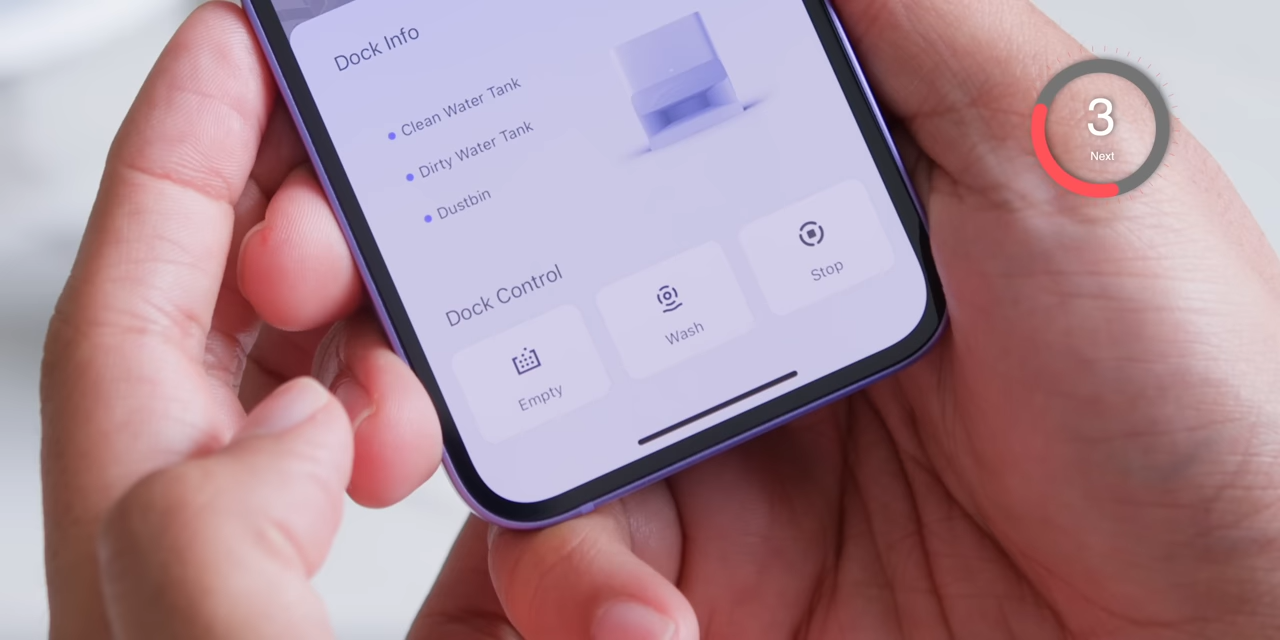 Dock Info
Clean Water Tank
Dirty Water Tank
Dustbin
Dock Control
Empty
Wash
Stop
3
Next